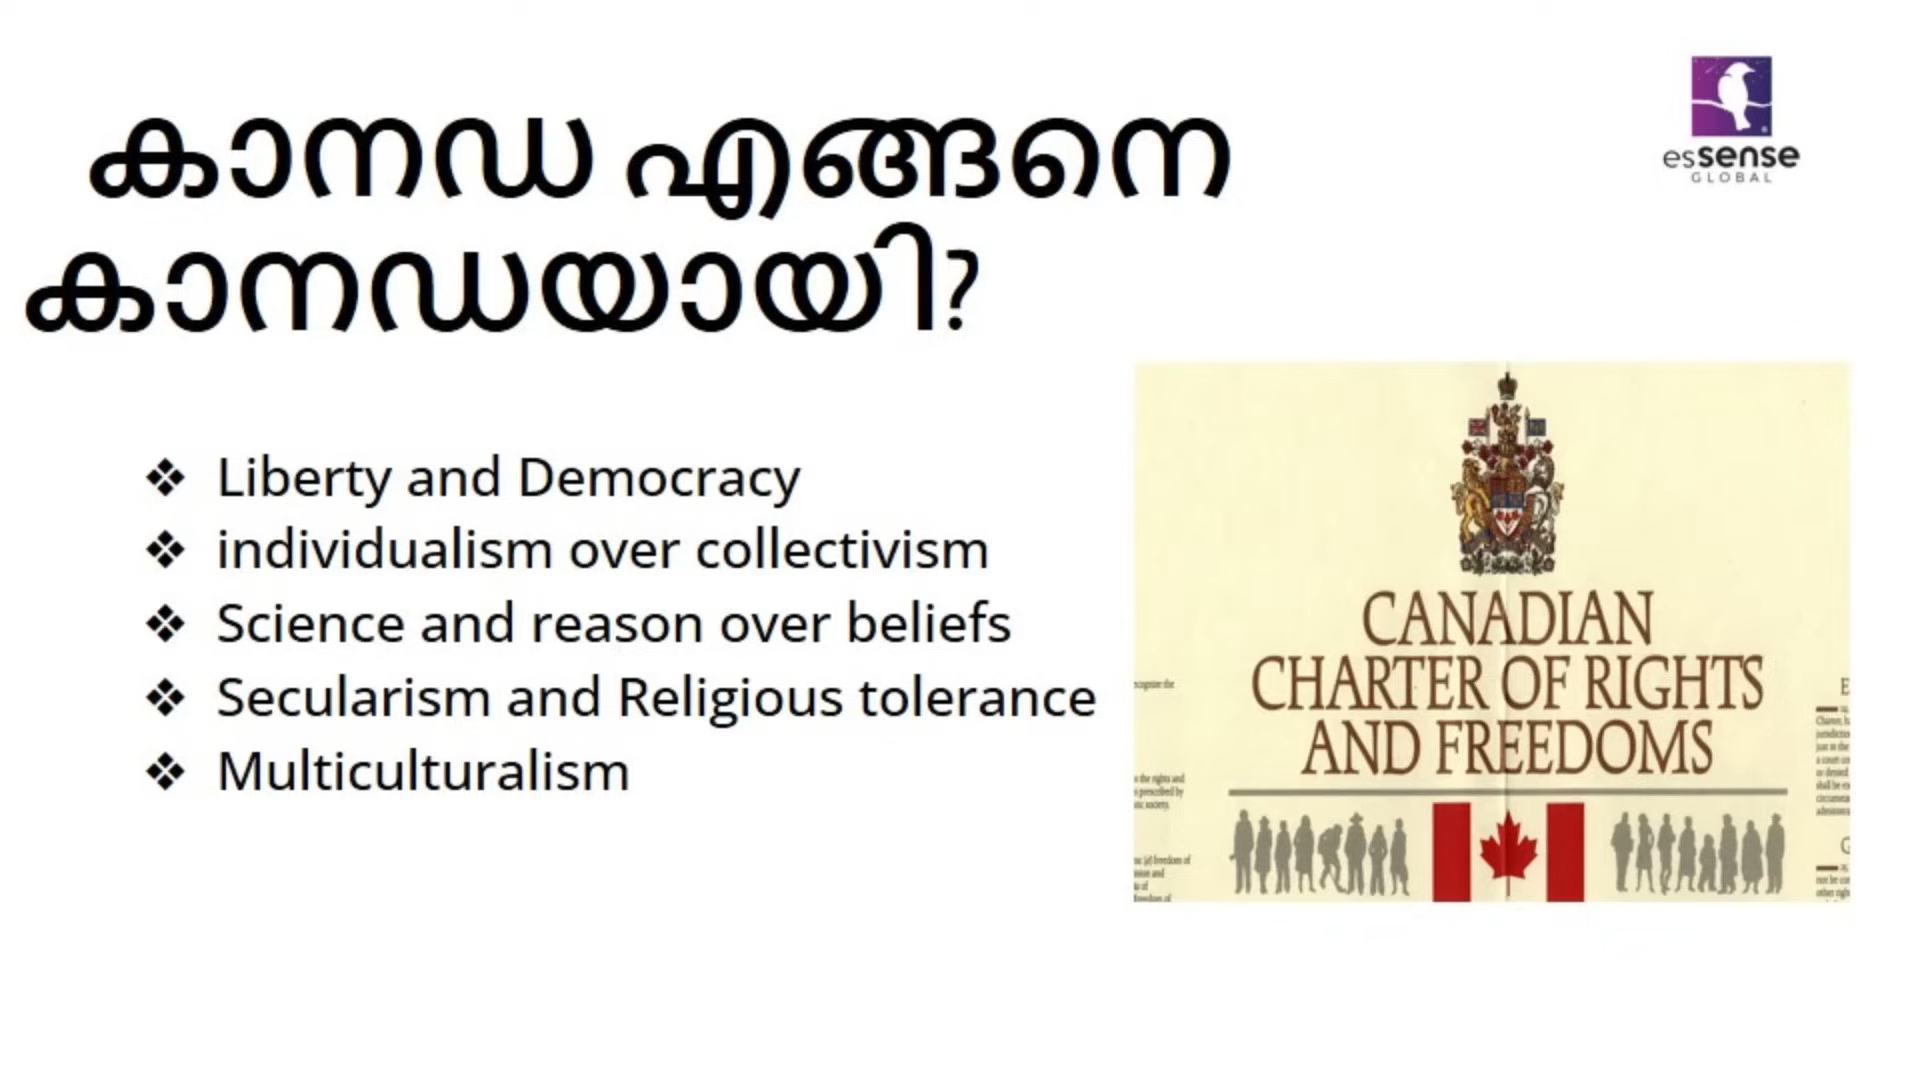 കാനഡ എങ്ങനെ
കാനഡയായി?
esSense
GLOBAL
❖ Liberty and Democracy
❖ individualism over collectivism
❖ Science and reason over beliefs
❖ Secularism and Religious tolerance
❖ Multiculturalism
CANADIAN
CHARTER OF RIGHTS
AND FREEDOMS